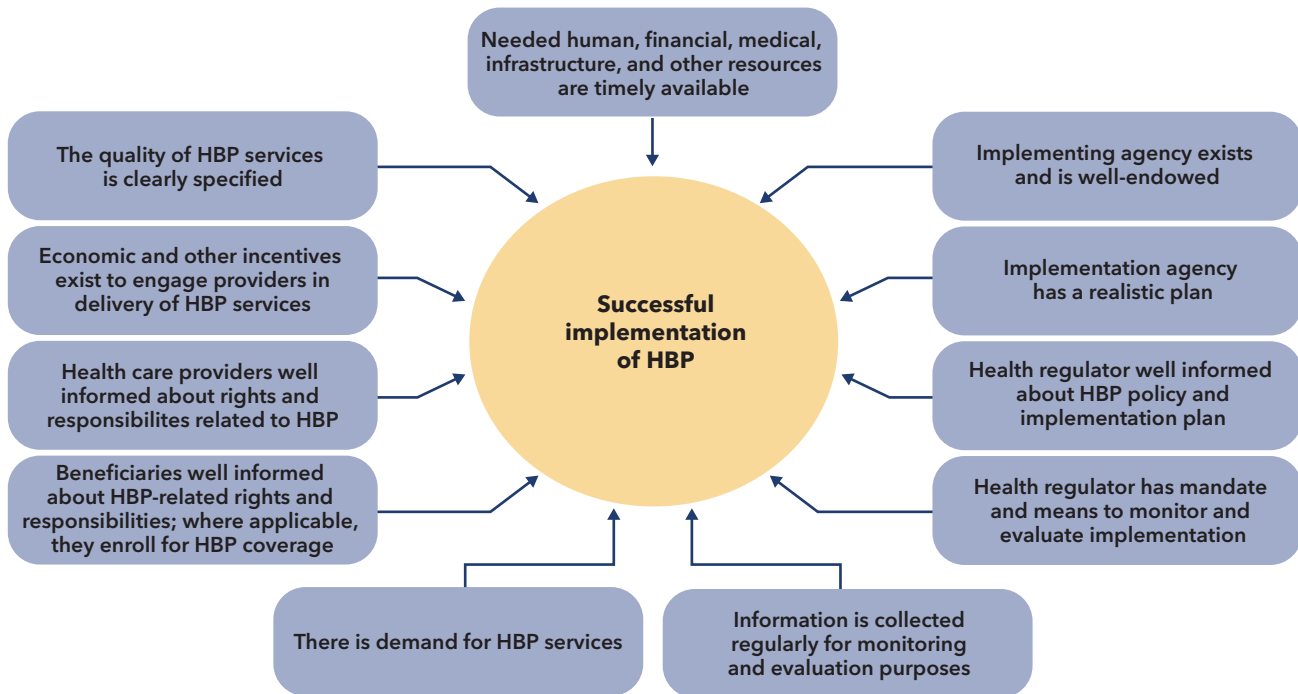 Needed human, financial, medical,
infrastructure, and other resources
are timely available
The quality of HBP services
is clearly specified
Economic and other incentives
exist to engage providers in
delivery of HBP services
Health care providers well
informed about rights and
responsibilites related to HBP
Beneficiaries well informed
about HBP-related rights and
responsibilities; where applicable,
they enroll for HBP coverage
Successful
implementation
of HBP
Implementing agency exists
and is well-endowed
Implementation agency
has a realistic plan
Health regulator well informed
about HBP policy and
implementation plan
Health regulator has mandate
and means to monitor and
evaluate implementation
There is demand for HBP services
Information is collected
regularly for monitoring
and evaluation purposes